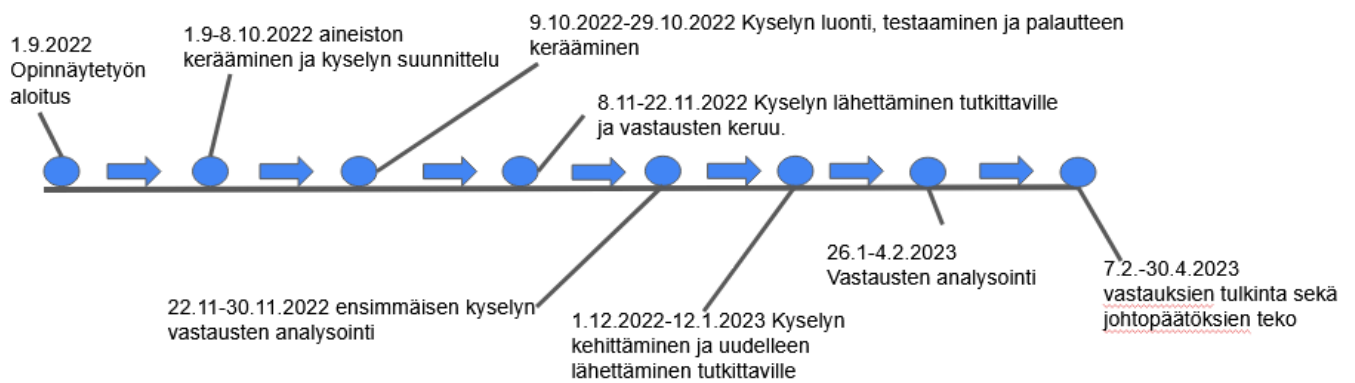 1.9.2022
Opinnäytetyön
aloitus
1.9-8.10.2022 aineiston
kerääminen ja kyselyn suunnittelu
9.10.2022-29.10.2022 Kyselyn luonti, testaaminen ja palautteen
kerääminen
8.11-22.11.2022 Kyselyn lähettäminen tutkittaville
ja vastausten keruu.
22.11-30.11.2022 ensimmäisen kyselyn
vastausten analysointi
1.12.2022-12.1.2023 Kyselyn
kehittäminen ja uudelleen
lähettäminen tutkittaville
26.1-4.2.2023
Vastausten analysointi
7.2.-30.4.2023
vastauksien tulkinta sekä
johtopäätöksien teko